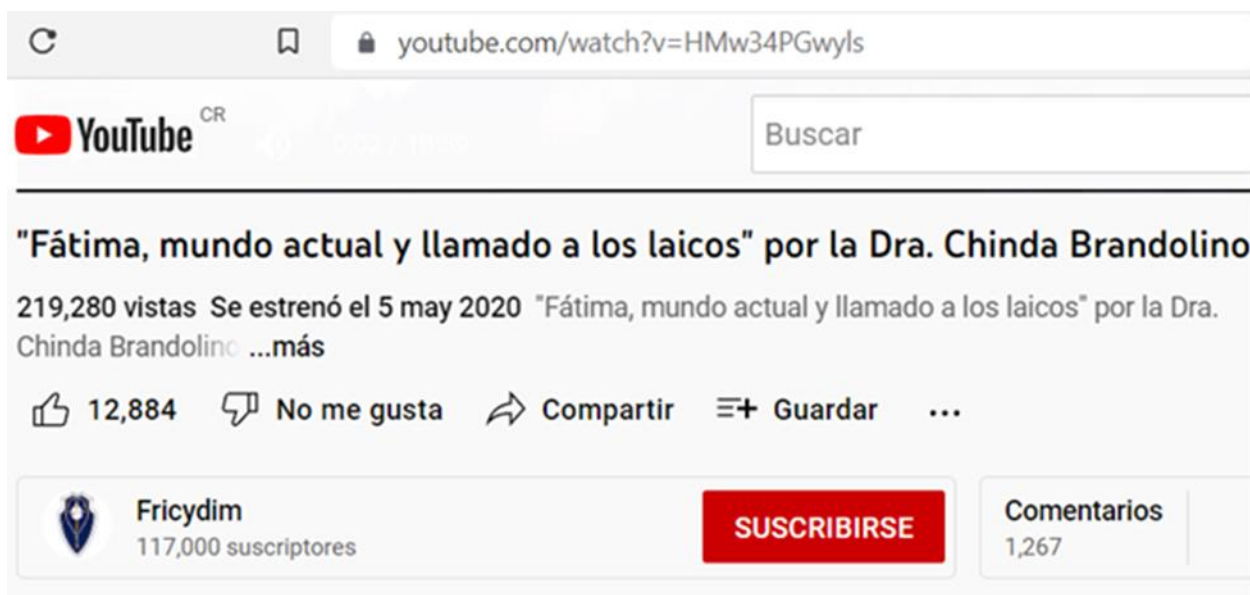 youtube.com/watch?v=HMw34PGwyls
YouTube CR
Buscar
"Fátima, mundo actual y llamado a los laicos" por la Dra. Chinda Brandolino
219,280 vistas Se estrenó el 5 may 2020 "Fátima, mundo actual y llamado a los laicos" por la Dra.
Chinda Brandolino ...más
12,884 No me gusta Compartir Guardar ...
Fricydim
117,000 suscriptores
SUSCRIBIRSE
Comentarios
1,267